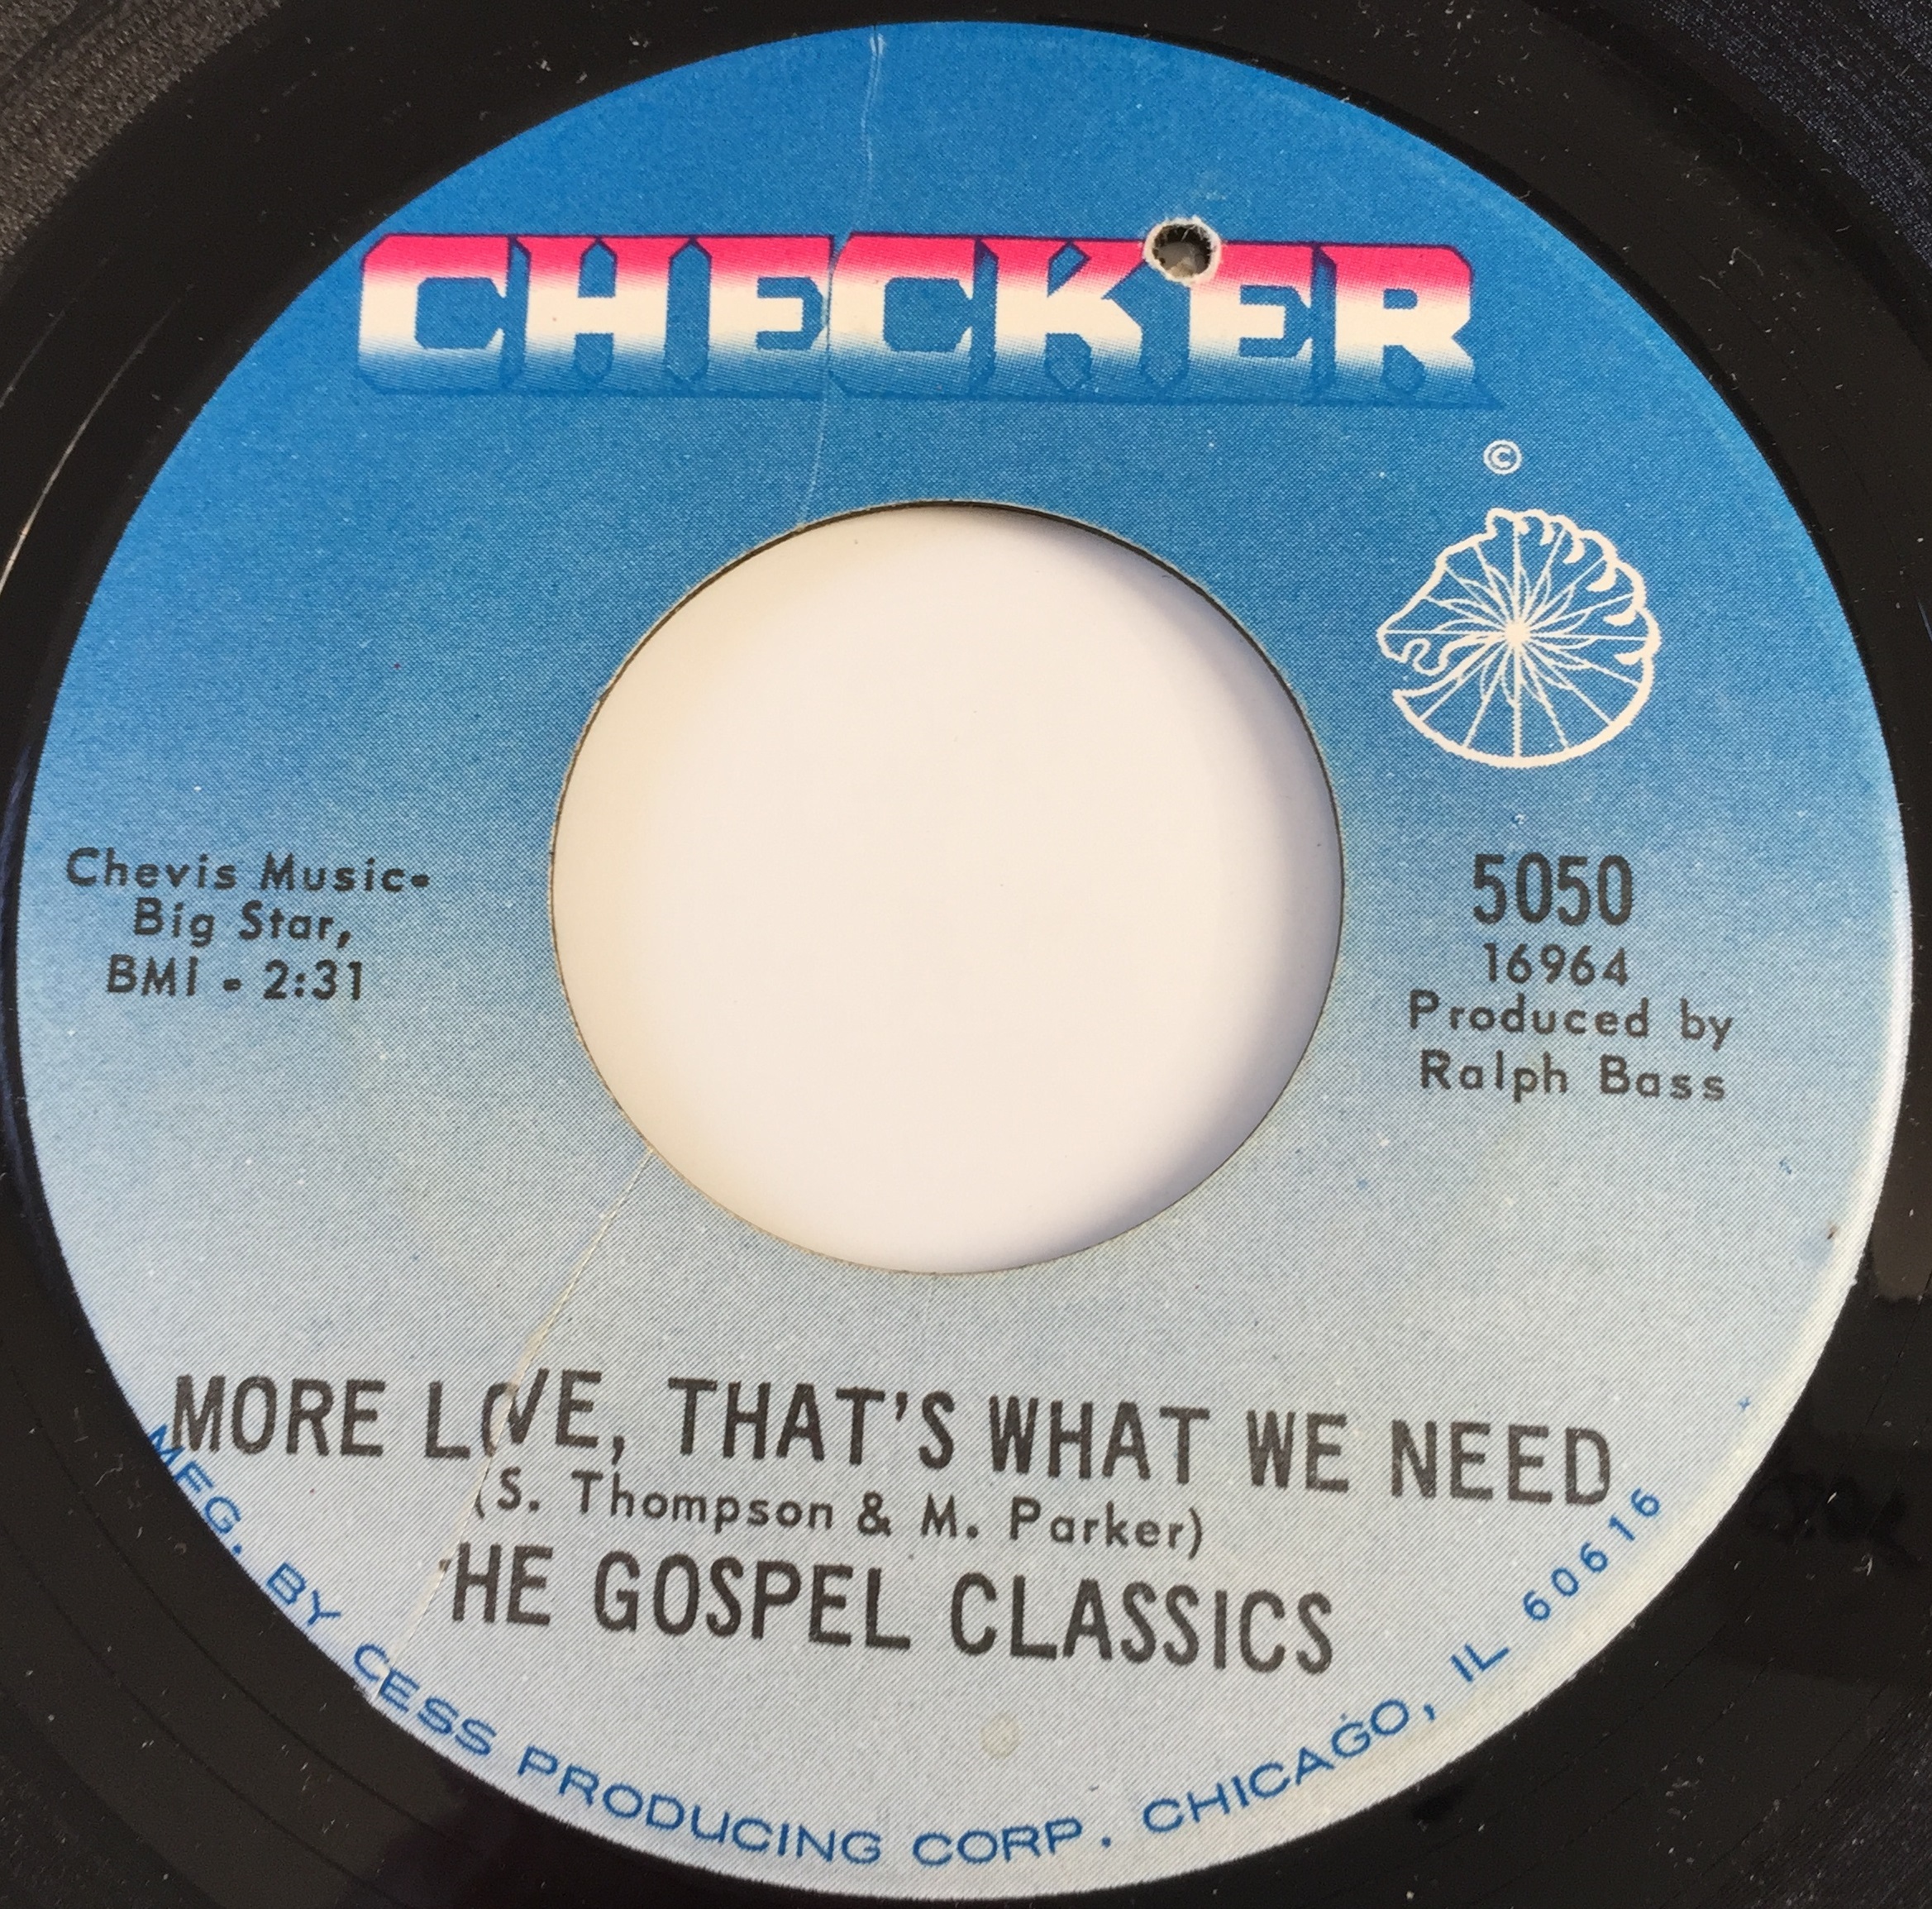 CHECKER
©
Chevis Music-
Big Star,
BMI - 2:31
5050
16964
Produced by
Ralph Bass
MORE LOVE, THAT'S WHAT WE NEED
(S. Thompson & M. Parker)
HE GOSPEL CLASSICS
MFG. BY CESS PRODUCING CORP. CHICAGO, IL 60616